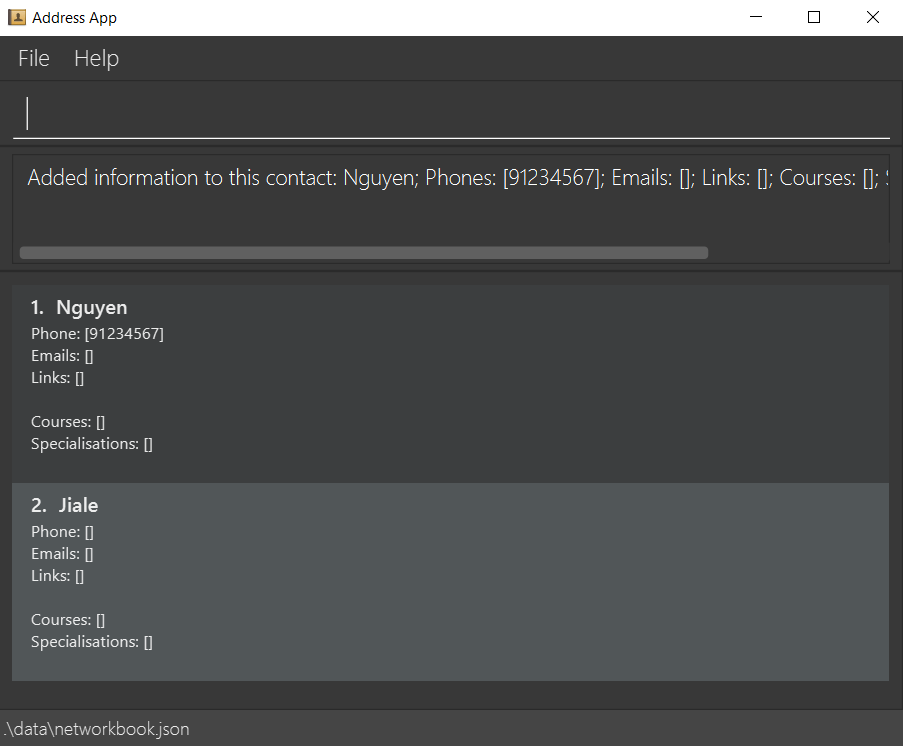 Address App
File Help
Added information to this contact: Nguyen; Phones: [91234567]; Emails: []; Links: []; Courses: [];
1. Nguyen
Phone: [91234567]
Emails: []
Links: []
Courses: []
Specialisations: []
2. Jiale
Phone: []
Emails: []
Links: []
Courses: []
Specialisations: []
.\data\networkbook.json